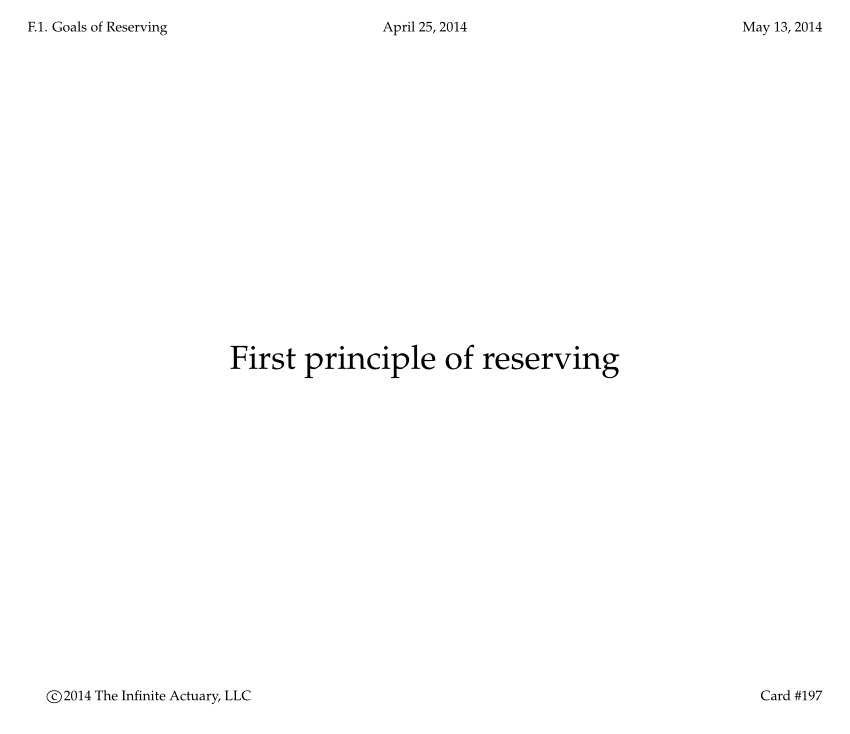 F.1. Goals of Reserving April 25, 2014 May 13, 2014
First principle of reserving
©2014 The Infinite Actuary, LLC Card #197